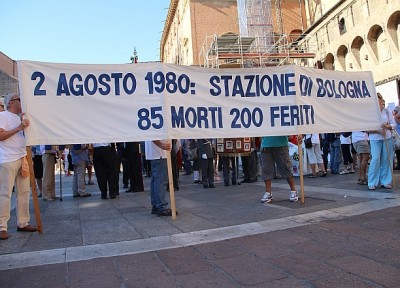 2 AGOSTO 1980: STAZIONE DI BOLOGNA
85 MORTI 200 FERITI